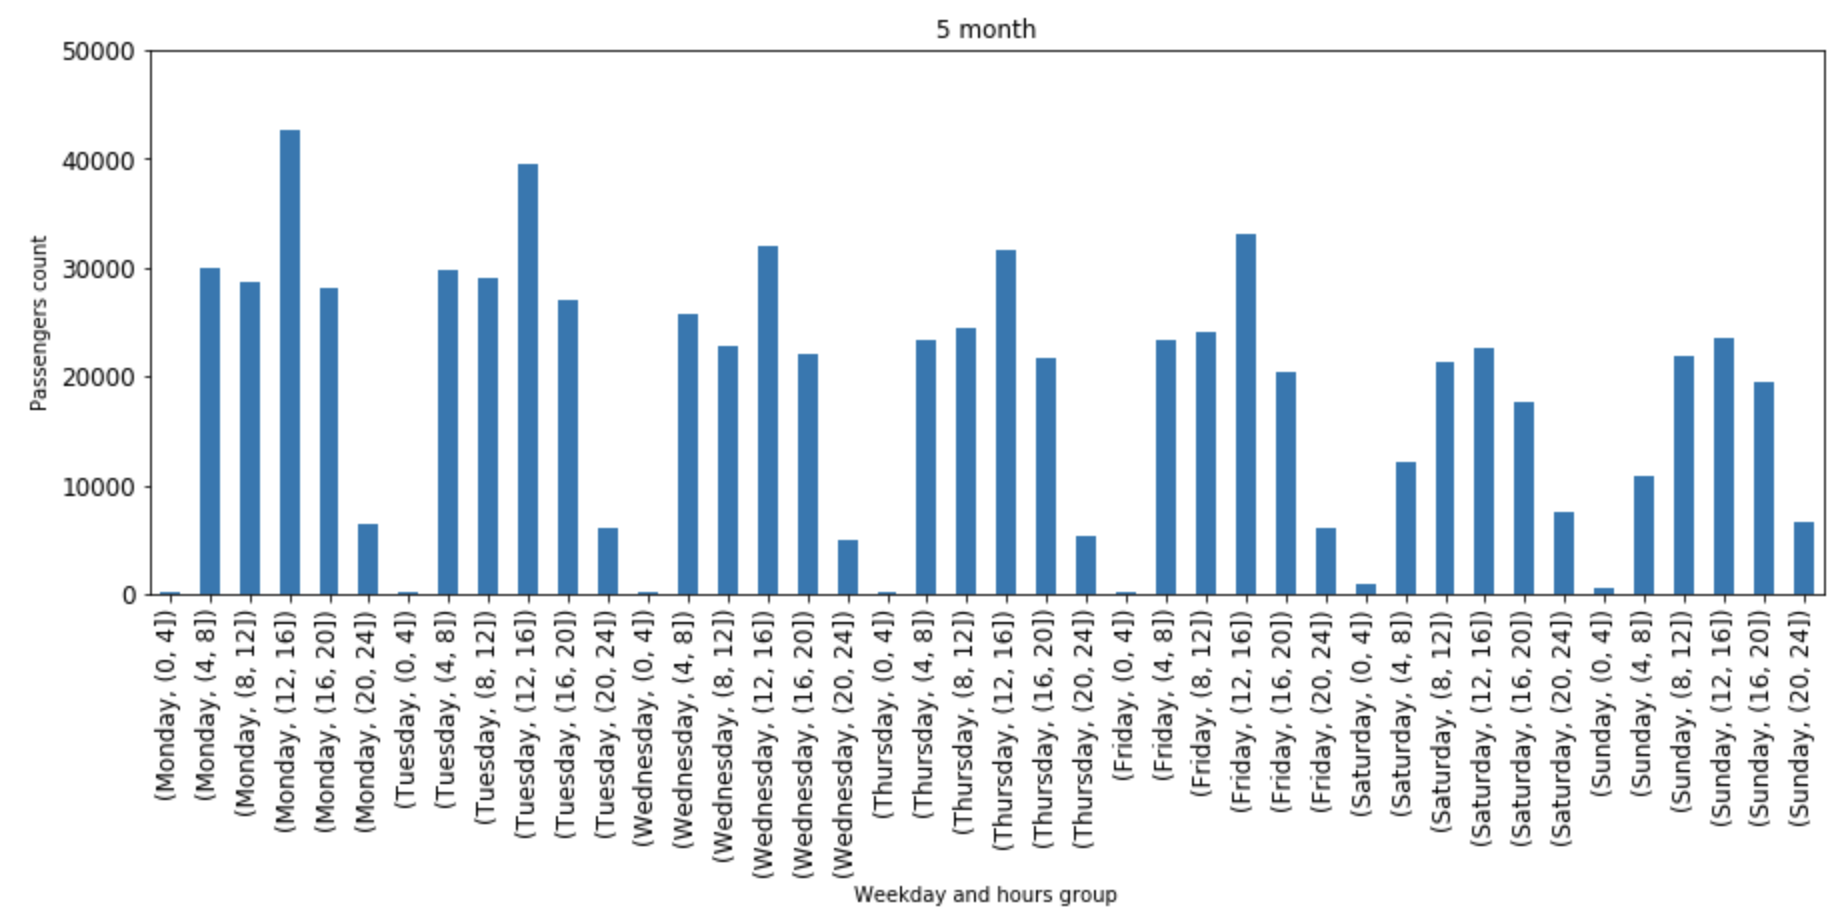 5 month
50000
40000
30000
20000
10000
0
Passengers count
(Monday, (0, 4])
(Monday, (4, 8])
(Monday, (8, 12])
(Monday, (12, 16])
(Monday, (16, 20])
(Monday, (20, 24])
(Tuesday, (0, 4])
(Tuesday, (4, 8])
(Tuesday, (8, 12])
(Tuesday, (12, 16])
(Tuesday, (16, 20])
(Tuesday, (20, 24])
(Wednesday, (0, 4])
(Wednesday, (4, 8])
(Wednesday, (8, 12])
(Wednesday, (12, 16])
(Wednesday, (16, 20])
(Wednesday, (20, 24])
(Thursday, (0, 4])
(Thursday, (4, 8])
(Thursday, (8, 12])
(Thursday, (12, 16])
(Thursday, (16, 20])
(Thursday, (20, 24])
(Friday, (0, 4])
(Friday, (4, 8])
(Friday, (8, 12])
(Friday, (12, 16])
(Friday, (16, 20])
(Friday, (20, 24])
(Saturday, (0, 4])
(Saturday, (4, 8])
(Saturday, (8, 12])
(Saturday, (12, 16])
(Saturday, (16, 20])
(Saturday, (20, 24])
(Sunday, (0, 4])
(Sunday, (4, 8])
(Sunday, (8, 12])
(Sunday, (12, 16])
(Sunday, (16, 20])
(Sunday, (20, 24])
Weekday and hours group